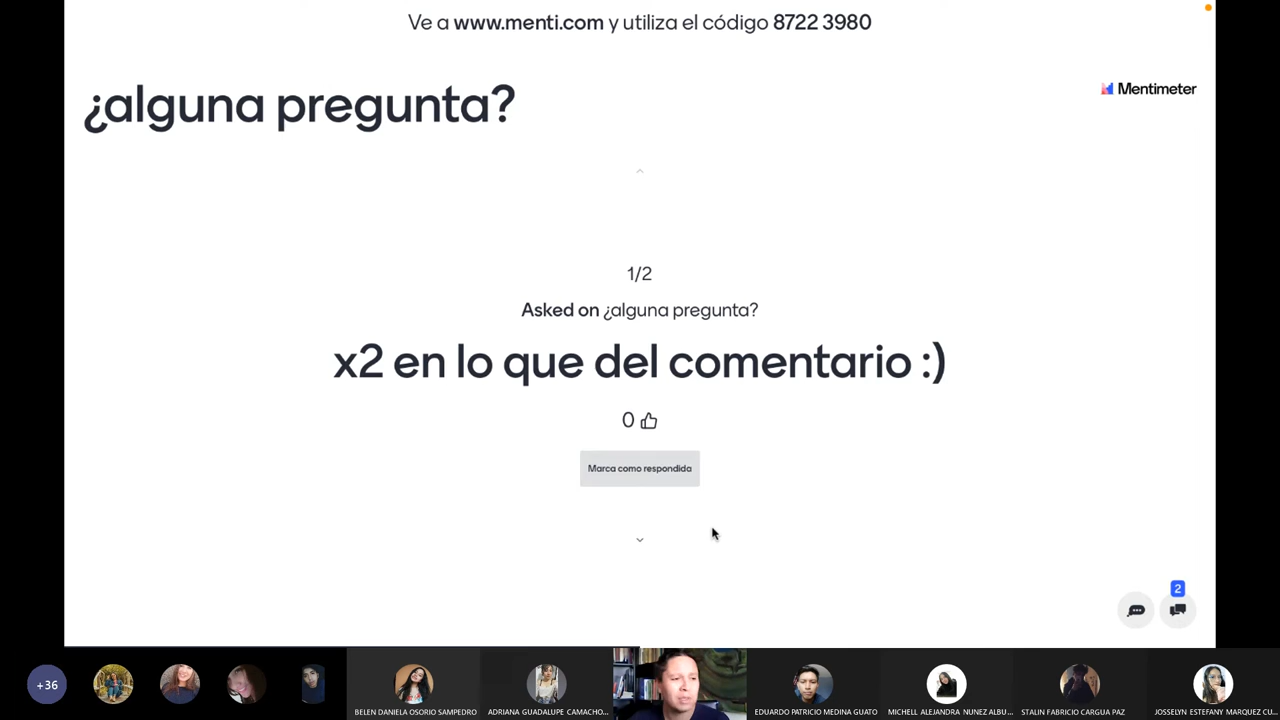 Ve a www.menti.com y utiliza el código 8722 3980
¿alguna pregunta?
Mentimeter
1/2
Asked on ¿alguna pregunta?
x2 en lo que del comentario :)
0
Marca como respondida
2
+36
BELEN DANIELA OSORIO SAMPEDRO
ADRIANA GUADALUPE CAMACHO...
EDUARDO PATRICIO MEDINA GUATO
MICHELL ALEJANDRA NUNEZ ALBU...
STALIN FABRICIO CARGUA PAZ
JOSSELYN ESTEFANY MARQUEZ CU...